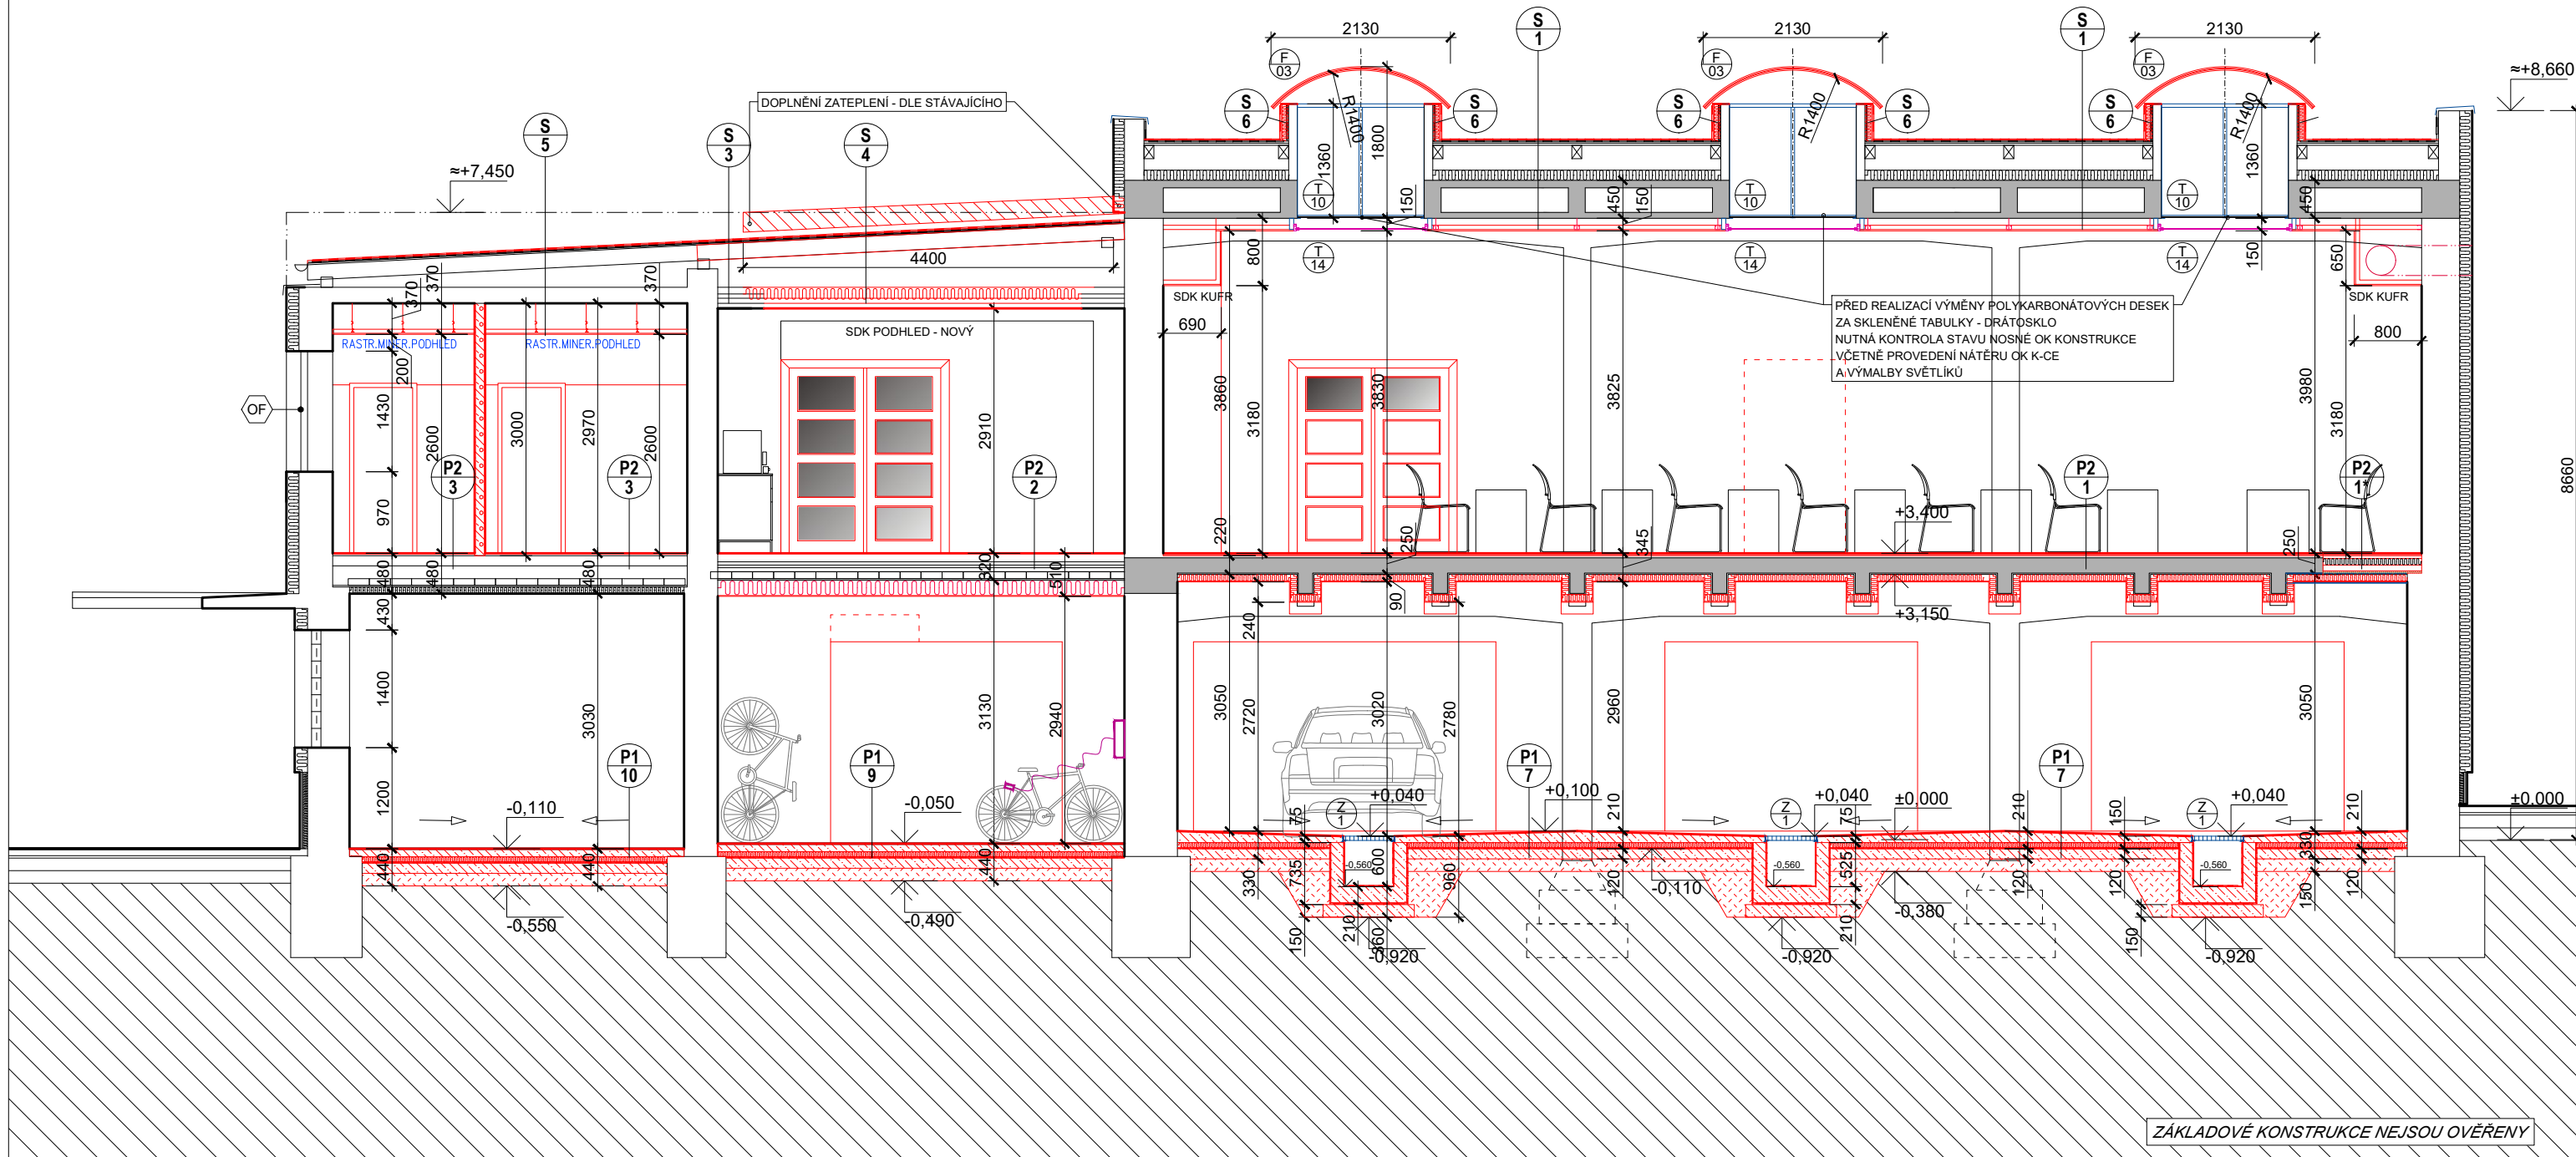 2130
S
1
2130
S
1
2130
F
03
F
03
F
03
≈+8,660
DOPLNĚNÍ ZATEPLENÍ - DLE STÁVAJÍCÍHO
S
6
S
6
S
6
S
6
S
6
S
6
R1400
R1400
R1400
1800
1360
1360
S
5
S
3
S
4
≈+7,450
T
10
T
10
T
10
150
450
150
450
150
4400
800
650
T
14
T
14
T
14
370
370
370
SDK KUFR
SDK KUFR
690
800
PŘED REALIZACÍ VÝMĚNY POLYKARBONÁTOVÝCH DESEK
ZA SKLENĚNÉ TABULKY - DRÁTOSKLO
NUTNÁ KONTROLA STAVU NOSNÉ OK KONSTRUKCE
VČETNĚ PROVEDENÍ NÁTĚRU OK K-CE
A VÝMALBY SVĚTLÍKŮ
RASTR.MINER.PODHLED
RASTR.MINER.PODHLED
SDK PODHLED - NOVÝ
200
OF
1430
2600
3000
2970
2600
2910
3860
3180
3830
3825
3980
3180
8660
P2
3
P2
3
P2
2
P2
1
P2
1*
970
220
250
345
+3,400
250
480
480
480
320
510
90
+3,150
430
240
1400
3030
3130
2940
3050
2720
3020
2780
2960
3050
P1
10
P1
9
P1
7
P1
7
1200
-0,110
-0,050
75
Z
1
+0,040
+0,100
210
Z
1
+0,040
75
±0,000
210
150
Z
1
+0,040
210
±0,000
440
440
440
330
735
-0,560
600
960
120
-0,110
-0,560
525
120
120
-0,560
330
150
120
-0,550
-0,490
150
210
360
-0,920
-0,920
210
-0,380
150
-0,920
ZÁKLADOVÉ KONSTRUKCE NEJSOU OVĚŘENY